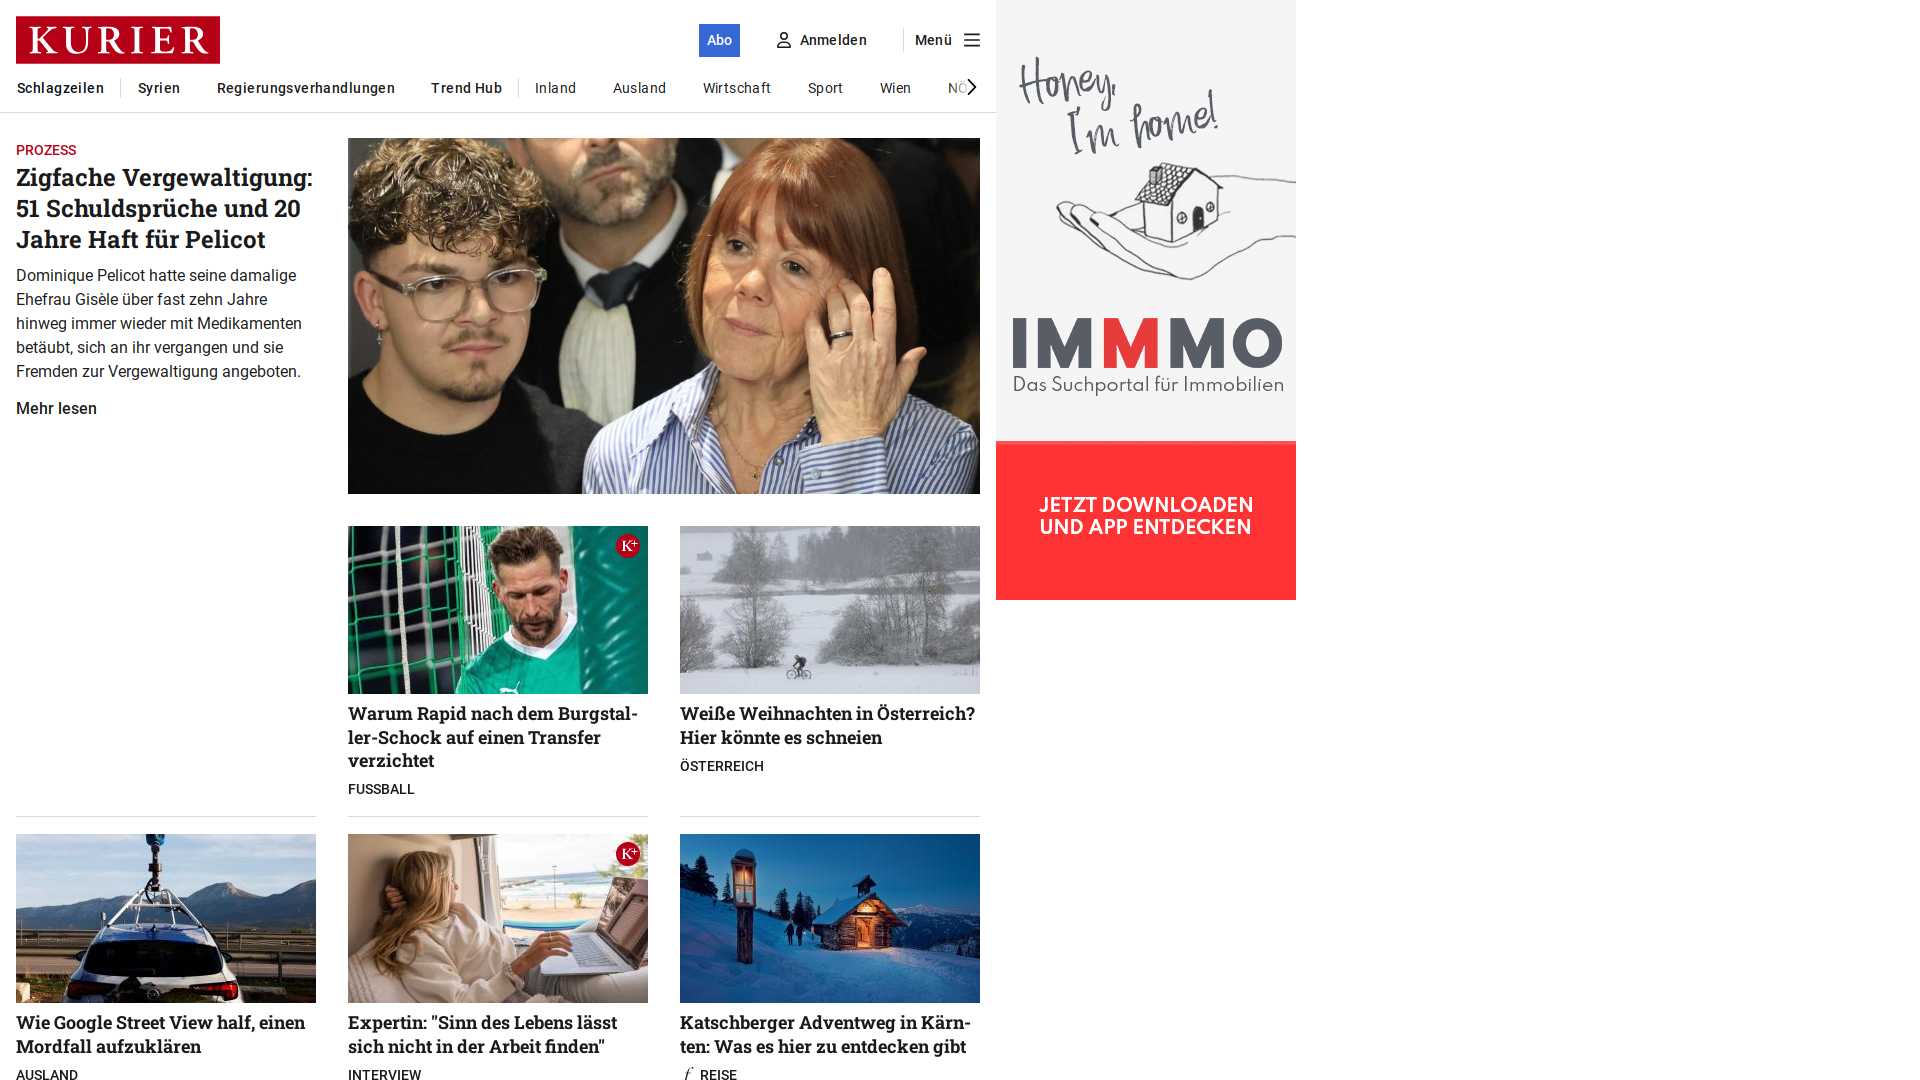 KURIER
Abo
Anmelden
Menü
Schlagzeilen
Syrien
Regierungsverhandlungen
Trend Hub
Inland
Ausland
Wirtschaft
Sport
Wien
NÖ
PROZESS
Zigfache Vergewaltigung:
51 Schuldsprüche und 20
Jahre Haft für Pelicot
Dominique Pelicot hatte seine damalige
Ehefrau Gisèle über fast zehn Jahre
hinweg immer wieder mit Medikamenten
betäubt, sich an ihr vergangen und sie
Fremden zur Vergewaltigung angeboten.
Mehr lesen
K+
Warum Rapid nach dem Burgstal-
ler-Schock auf einen Transfer
verzichtet
FUSSBALL
Weiße Weihnachten in Österreich?
Hier könnte es schneien
ÖSTERREICH
Wie Google Street View half, einen
Mordfall aufzuklären
AUSLAND
K+
Expertin: "Sinn des Lebens lässt
sich nicht in der Arbeit finden"
INTERVIEW
Katschberger Adventweg in Kärn-
ten: Was es hier zu entdecken gibt
f REISE
Honey,
I'm home!
IMMMO
Das Suchportal für Immobilien
JETZT DOWNLOADEN
UND APP ENTDECKEN